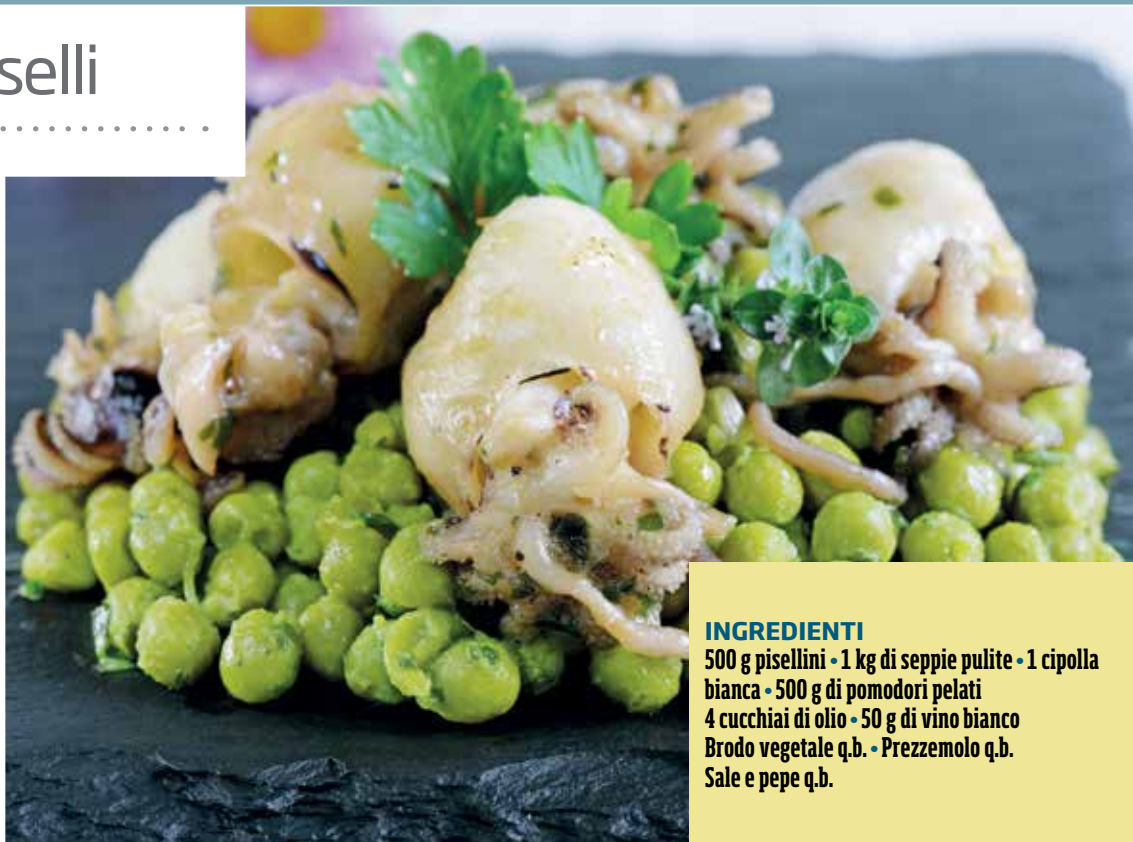 selli
INGREDIENTI
500 g pisellini • 1 kg di seppie pulite • 1 cipolla
bianca • 500 g di pomodori pelati
4 cucchiai di olio • 50 g di vino bianco
Brodo vegetale q.b. • Prezzemolo q.b.
Sale e pepe q.b.